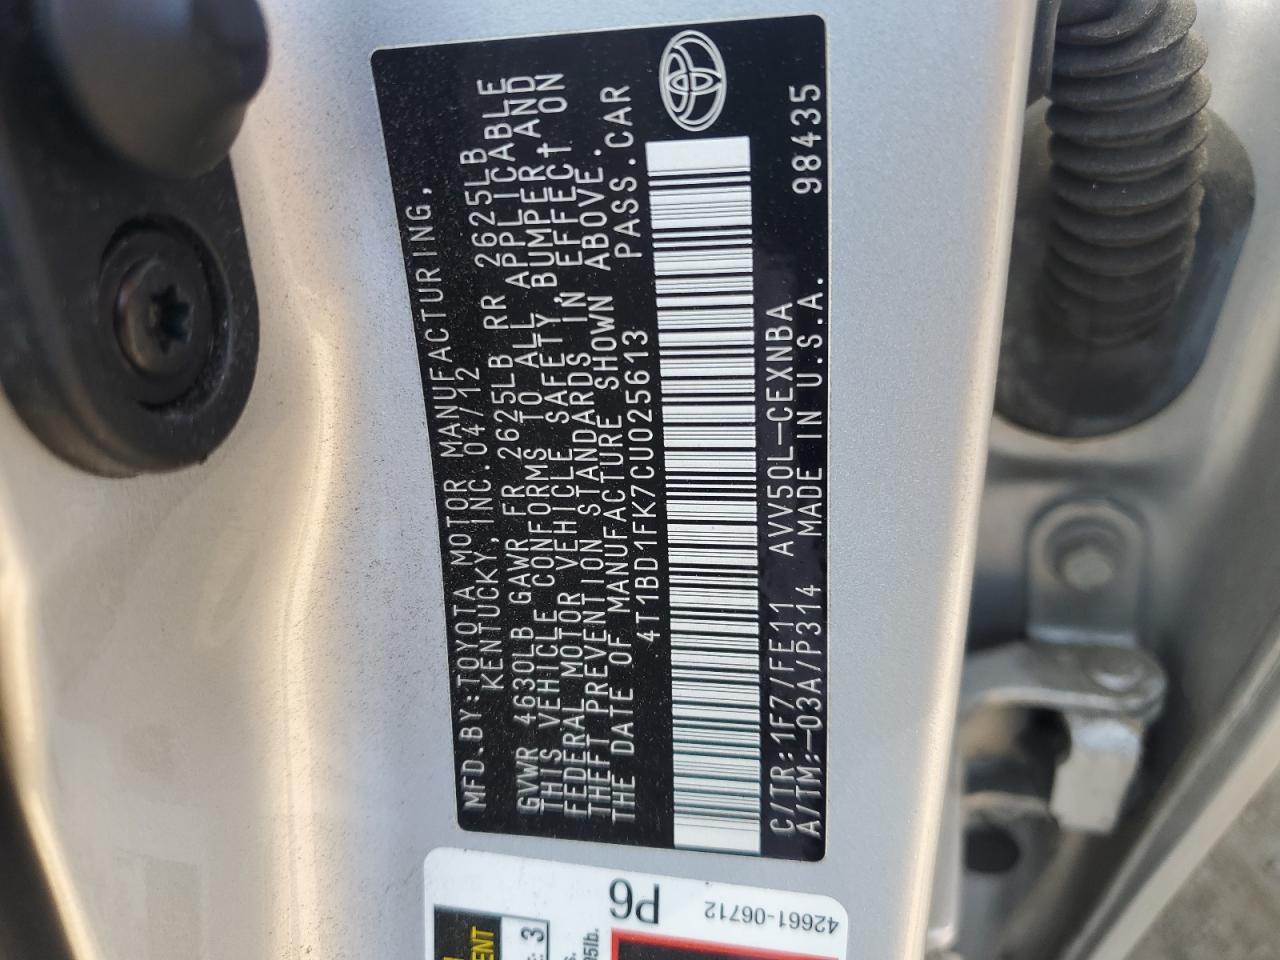 MFD.BY:TOYOTA MOTOR MANUFACTURING,
KENTUCKY, INC.04/12
GVWR 4630LB GAWR FR 2625LB RR 2625LB
THIS VEHICLE CONFORMS TO ALL APPLICABLE
FEDERAL MOTOR VEHICLE SAFETY, BUMPER, AND
THEFT PREVENTION STANDARDS IN EFFECT ON
THE DATE OF MANUFACTURE SHOWN ABOVE.
4T1BD1FK7CU025613 PASS.CAR
C/TR:1F7/FE11 AVV50L-CEXNBA
A/TM:-03A/P314 MADE IN U.S.A. 98435
P6
42661-06712
3